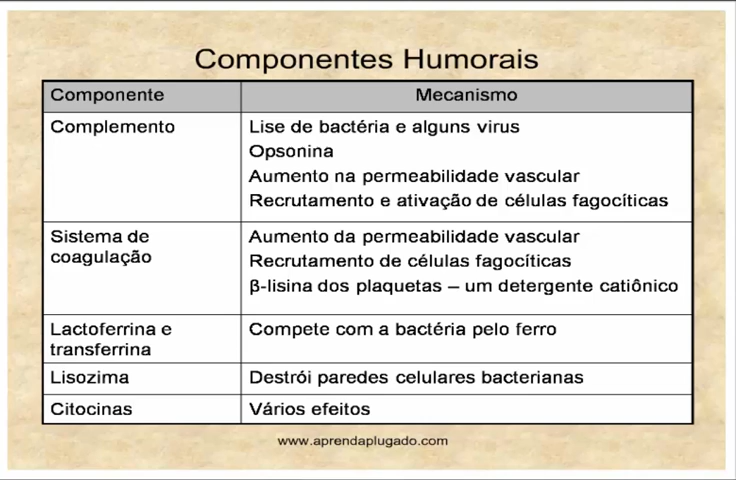 Componentes Humorais
Componente Mecanismo
Complemento Lise de bactéria e alguns virus
Opsonina
Aumento na permeabilidade vascular
Recrutamento e ativação de células fagocíticas
Sistema de Aumento da permeabilidade vascular
coagulação Recrutamento de células fagocíticas
β-lisina dos plaquetas – um detergente catiônico
Lactoferrina e Compete com a bactéria pelo ferro
transferrina
Lisozima Destrói paredes celulares bacterianas
Citocinas Vários efeitos
www.aprendaplugado.com